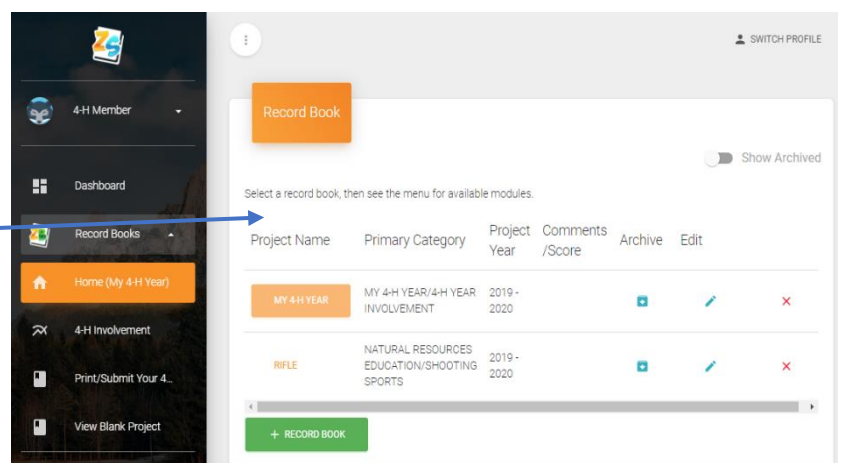 ZS
SWITCH PROFILE
4-H Member
Record Book
Show Archived
Dashboard
Select a record book, then see the menu for available modules.
Record Books
Project Name Primary Category Project Year Comments /Score Archive Edit
Home (My 4-H Year)
MY 4-H YEAR MY 4-H YEAR/4-H YEAR INVOLVEMENT 2019 - 2020
4-H Involvement
RIFLE NATURAL RESOURCES EDUCATION/SHOOTING SPORTS 2019 - 2020
Print/Submit Your 4...
View Blank Project
+ RECORD BOOK